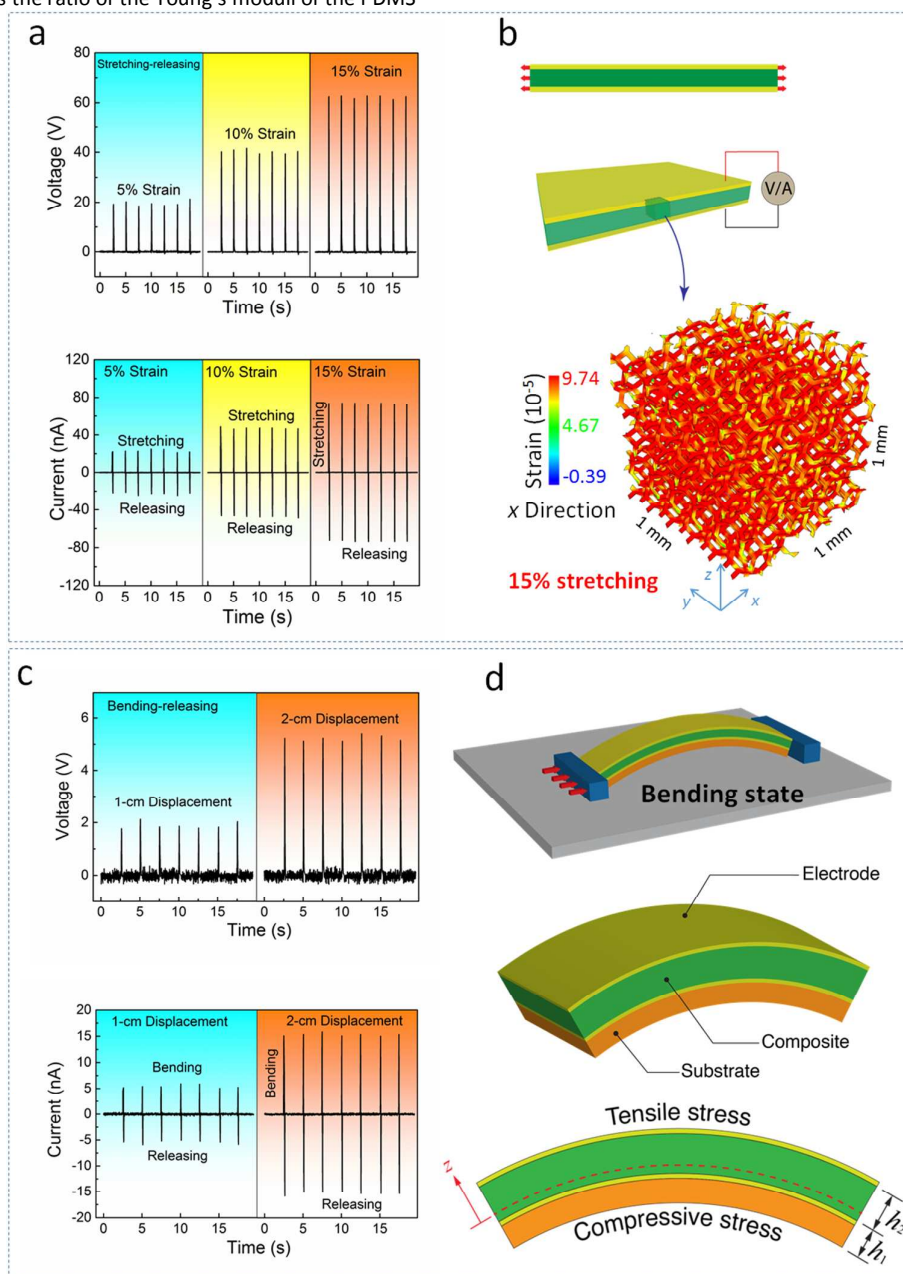 is the ratio of the Young's moduli of the PDMS
a
80
60
40
20
0
Voltage (V)
Stretching-releasing
5% Strain
10% Strain
15% Strain
0 5 10 15 0 5 10 15 0 5 10 15
Time (s)
120
80
40
0
-40
-80
-120
Current (nA)
5% Strain
10% Strain
15% Strain
Stretching
Releasing
Stretching
Releasing
Stretching
Releasing
0 5 10 15 0 5 10 15 0 5 10 15
Time (s)
b
V/A
Strain (10⁻⁵)
9.74
4.67
-0.39
x Direction
1 mm
1 mm
1 mm
15% stretching
z
y
x
c
6
4
2
0
Voltage (V)
Bending-releasing
1-cm Displacement
2-cm Displacement
0 5 10 15 0 5 10 15
Time (s)
20
15
10
5
0
-5
-10
-15
-20
Current (nA)
1-cm Displacement
2-cm Displacement
Bending
Releasing
Bending
Releasing
0 5 10 15 0 5 10 15
Time (s)
d
Bending state
Electrode
Composite
Substrate
Tensile stress
Compressive stress
z
h₁